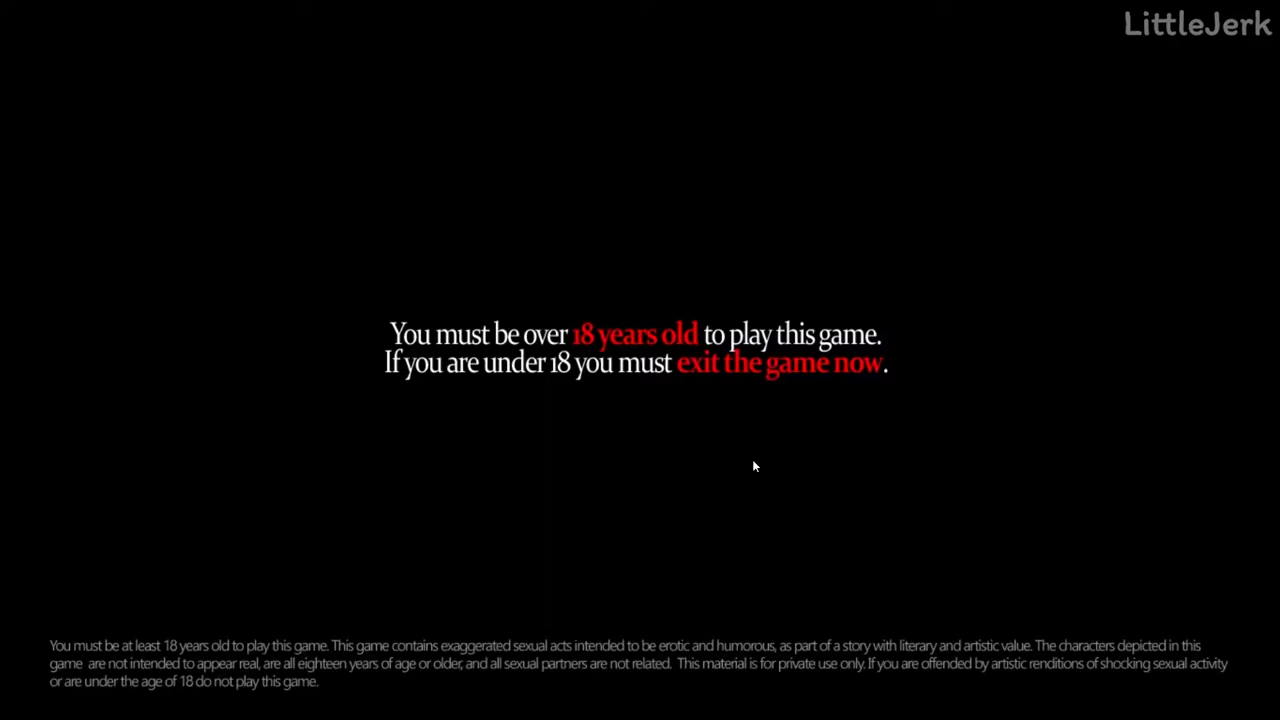 LittleJerk
You must be over 18 years old to play this game.
If you are under 18 you must exit the game now.
You must be at least 18 years old to play this game. This game contains exaggerated sexual acts intended to be erotic and humorous, as part of a story with literary and artistic value. The characters depicted in this
game are not intended to appear real, are all eighteen years of age or older, and all sexual partners are not related. This material is for private use only. If you are offended by artistic renditions of shocking sexual activity
or are under the age of 18 do not play this game.